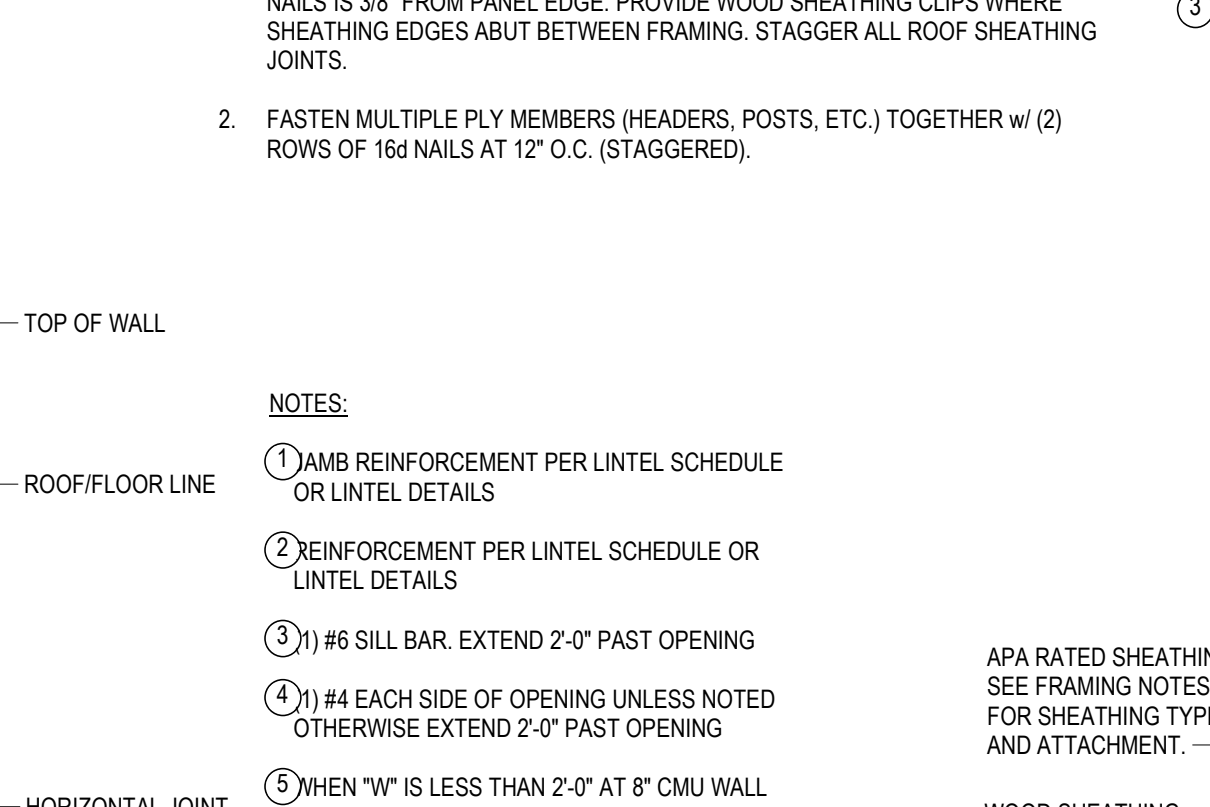 NAILS IS 3/8" FROM PANEL EDGE. PROVIDE WOOD SHEATHING CLIPS WHERE
SHEATHING EDGES ABUT BETWEEN FRAMING. STAGGER ALL ROOF SHEATHING
JOINTS.
2. FASTEN MULTIPLE PLY MEMBERS (HEADERS, POSTS, ETC.) TOGETHER w/ (2)
ROWS OF 16d NAILS AT 12" O.C. (STAGGERED).
3
TOP OF WALL
ROOF/FLOOR LINE
HORIZONTAL JOINT
NOTES:
1 JAMB REINFORCEMENT PER LINTEL SCHEDULE
OR LINTEL DETAILS
2 REINFORCEMENT PER LINTEL SCHEDULE OR
LINTEL DETAILS
3 (1) #6 SILL BAR. EXTEND 2'-0" PAST OPENING
4 (1) #4 EACH SIDE OF OPENING UNLESS NOTED
OTHERWISE EXTEND 2'-0" PAST OPENING
5 WHEN "W" IS LESS THAN 2'-0" AT 8" CMU WALL
APA RATED SHEATHIN
SEE FRAMING NOTES
FOR SHEATHING TYP
AND ATTACHMENT.
WOOD SHEATHING